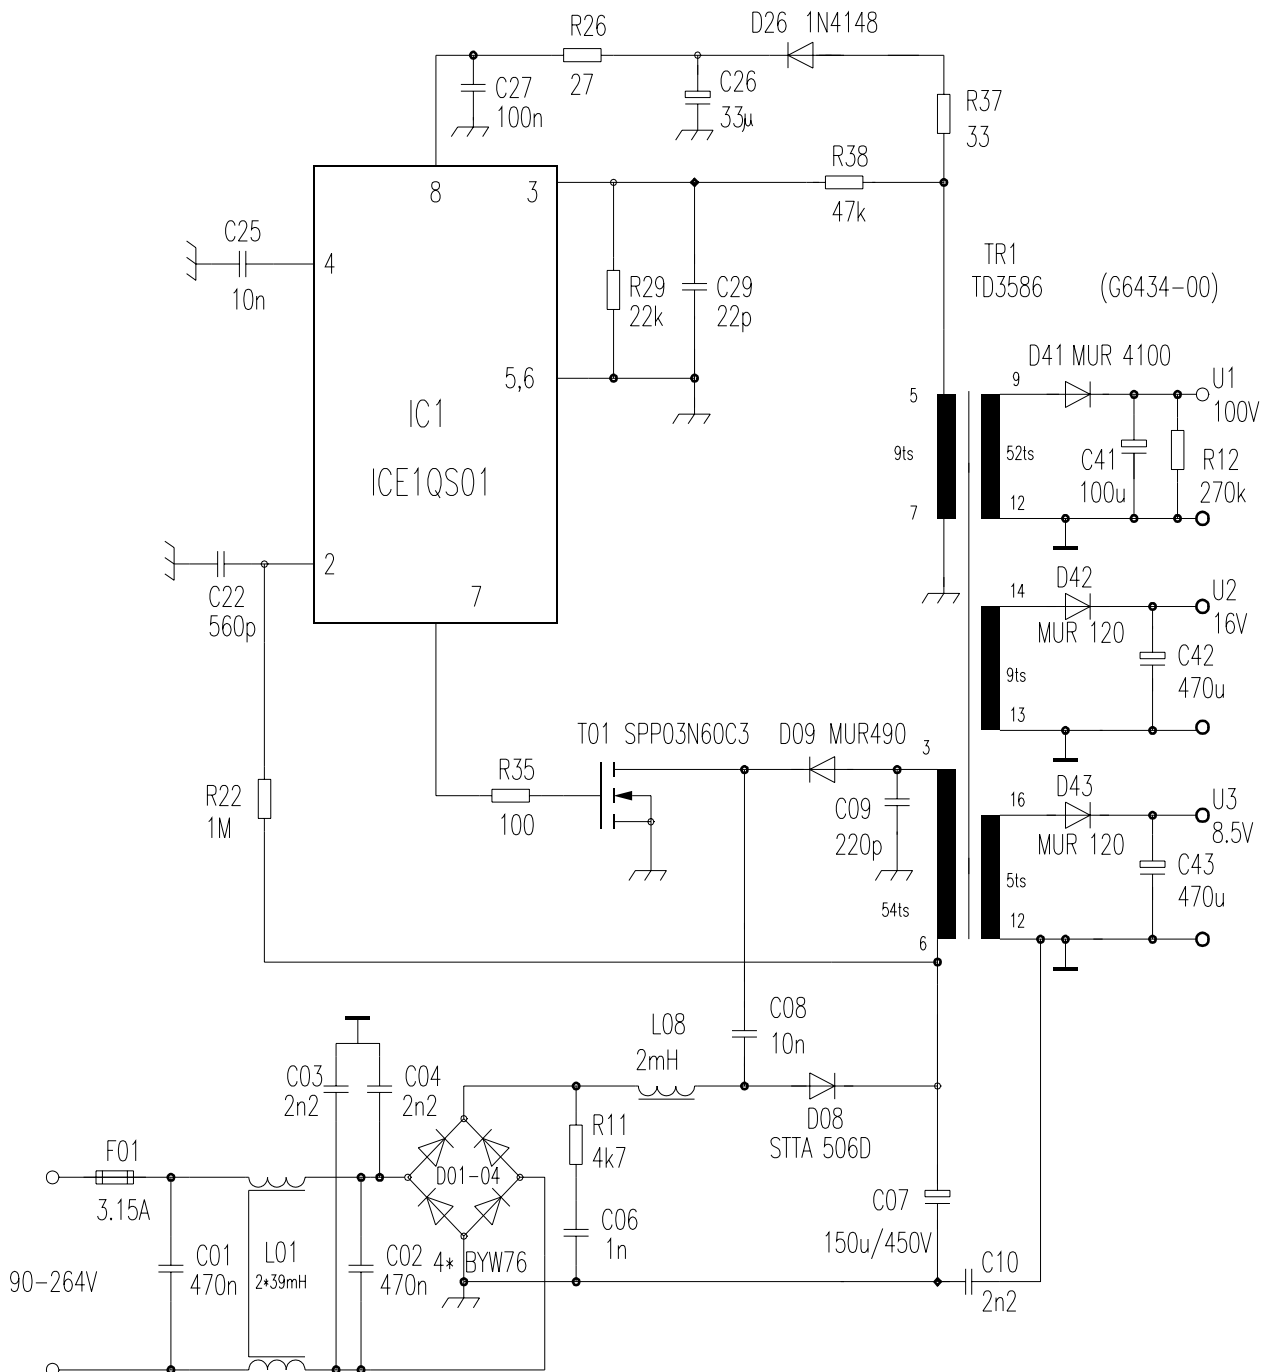 R26
D26 1N4148
C27
100n
27
C26
33µ
R37
33
R38
47k
8
3
C25
4
10n
R29
22k
C29
22p
TR1
TD3586
(G6434-00)
5,6
IC1
ICE1QS01
D41 MUR 4100
5
9
U1
100V
9ts
52ts
C41
100u
R12
270k
7
12
2
7
C22
560p
D42
14
U2
16V
MUR 120
9ts
C42
470u
13
T01 SPP03N60C3
D09 MUR490
3
R35
100
R22
1M
C09
220p
D43
16
U3
8.5V
MUR 120
5ts
C43
470u
54ts
12
6
C08
10n
L08
2mH
C03
2n2
C04
2n2
R11
4k7
D08
STTA 506D
F01
3.15A
D01-04
C07
150u/450V
C06
1n
C01
470n
L01
2*39mH
C02
470n
4* BYW76
90-264V
C10
2n2